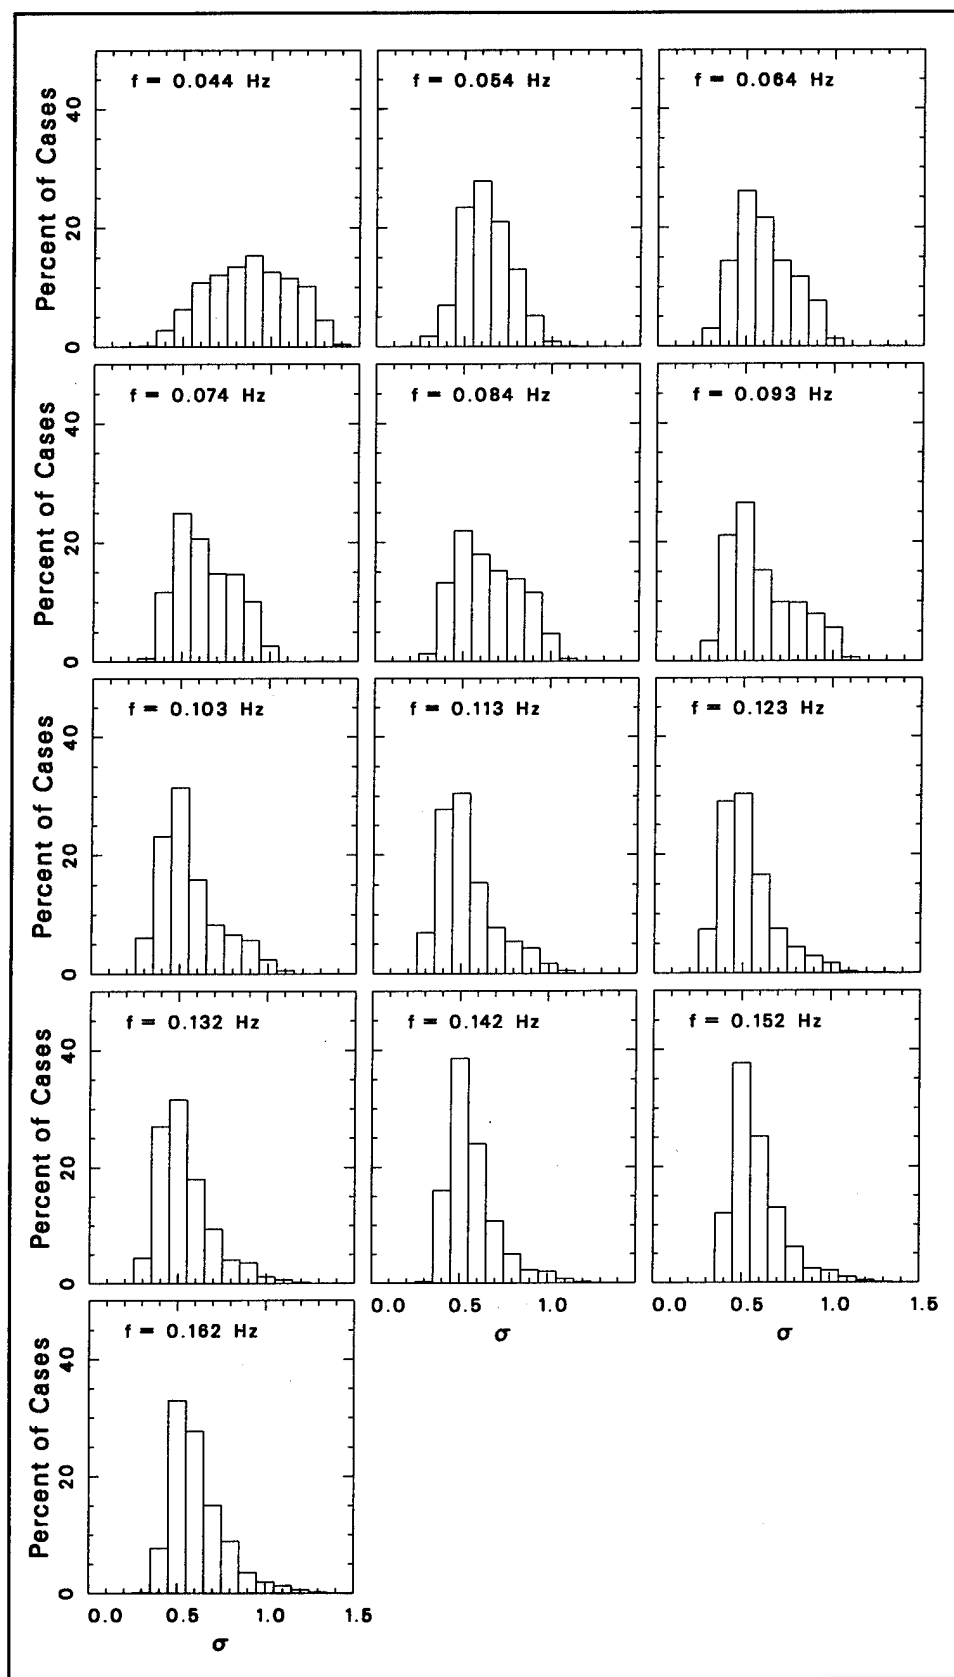 f = 0.044 Hz
f = 0.054 Hz
f = 0.064 Hz
Percent of Cases
40
20
0
f = 0.074 Hz
f = 0.084 Hz
f = 0.093 Hz
Percent of Cases
40
20
0
f = 0.103 Hz
f = 0.113 Hz
f = 0.123 Hz
Percent of Cases
40
20
0
f = 0.132 Hz
f = 0.142 Hz
f = 0.152 Hz
Percent of Cases
40
20
0
0.0 0.5 1.0
σ
0.0 0.5 1.0 1.5
σ
f = 0.162 Hz
Percent of Cases
40
20
0
0.0 0.5 1.0 1.5
σ